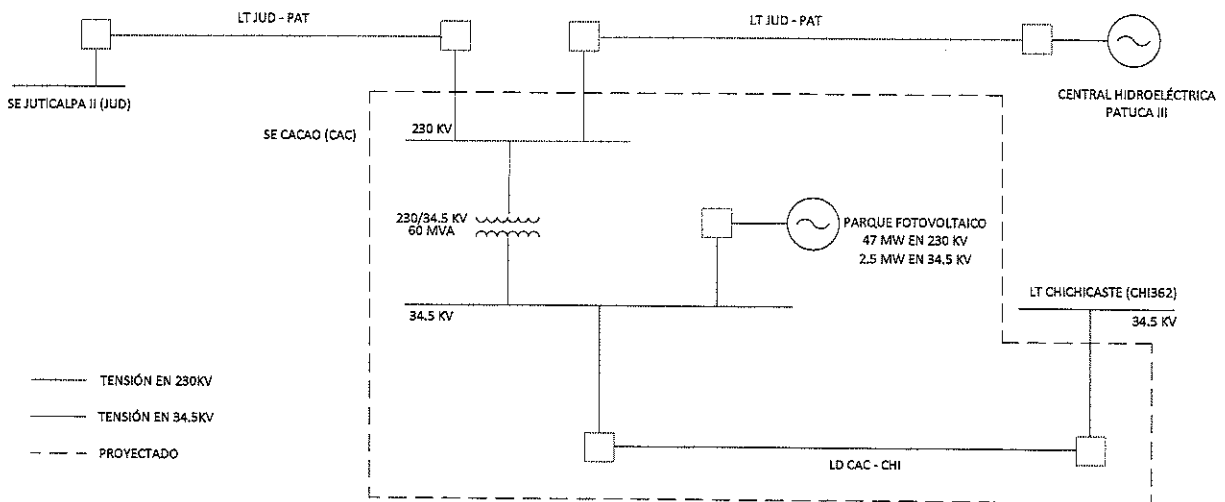 LT JUD - PAT
LT JUD - PAT
SE JUTICALPA II (JUD)
CENTRAL HIDROELÉCTRICA
PATUCA III
SE CACAO (CAC)
230 KV
230/34.5 KV
60 MVA
PARQUE FOTOVOLTAICO
47 MW EN 230 KV
2.5 MW EN 34.5 KV
LT CHICHICASTE (CHI362)
34.5 KV
34.5 KV
TENSIÓN EN 230KV
TENSIÓN EN 34.5KV
PROYECTADO
LD CAC - CHI